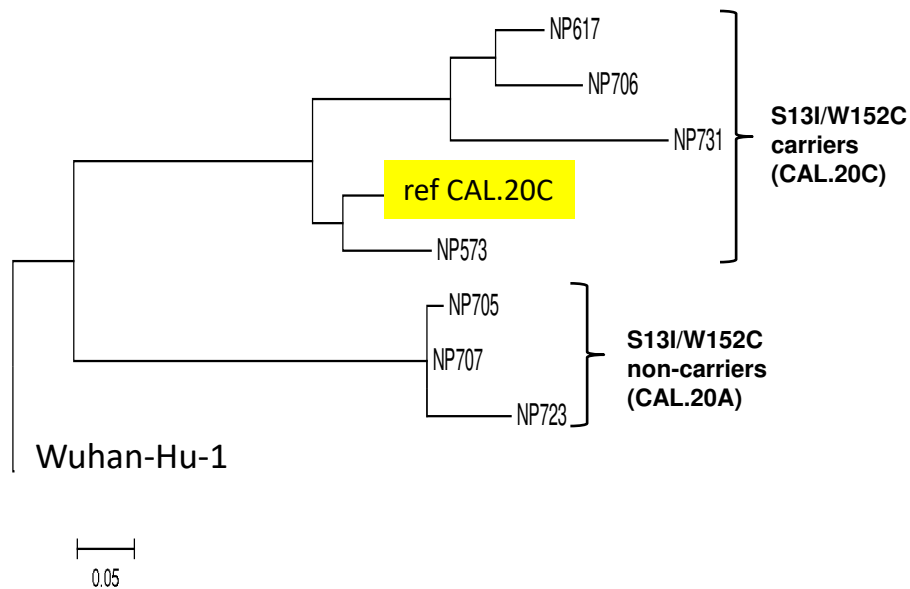 NP617
NP706
NP731
S13I/W152C
carriers
(CAL.20C)
ref CAL.20C
NP573
NP705
NP707
NP723
S13I/W152C
non-carriers
(CAL.20A)
Wuhan-Hu-1
0.05